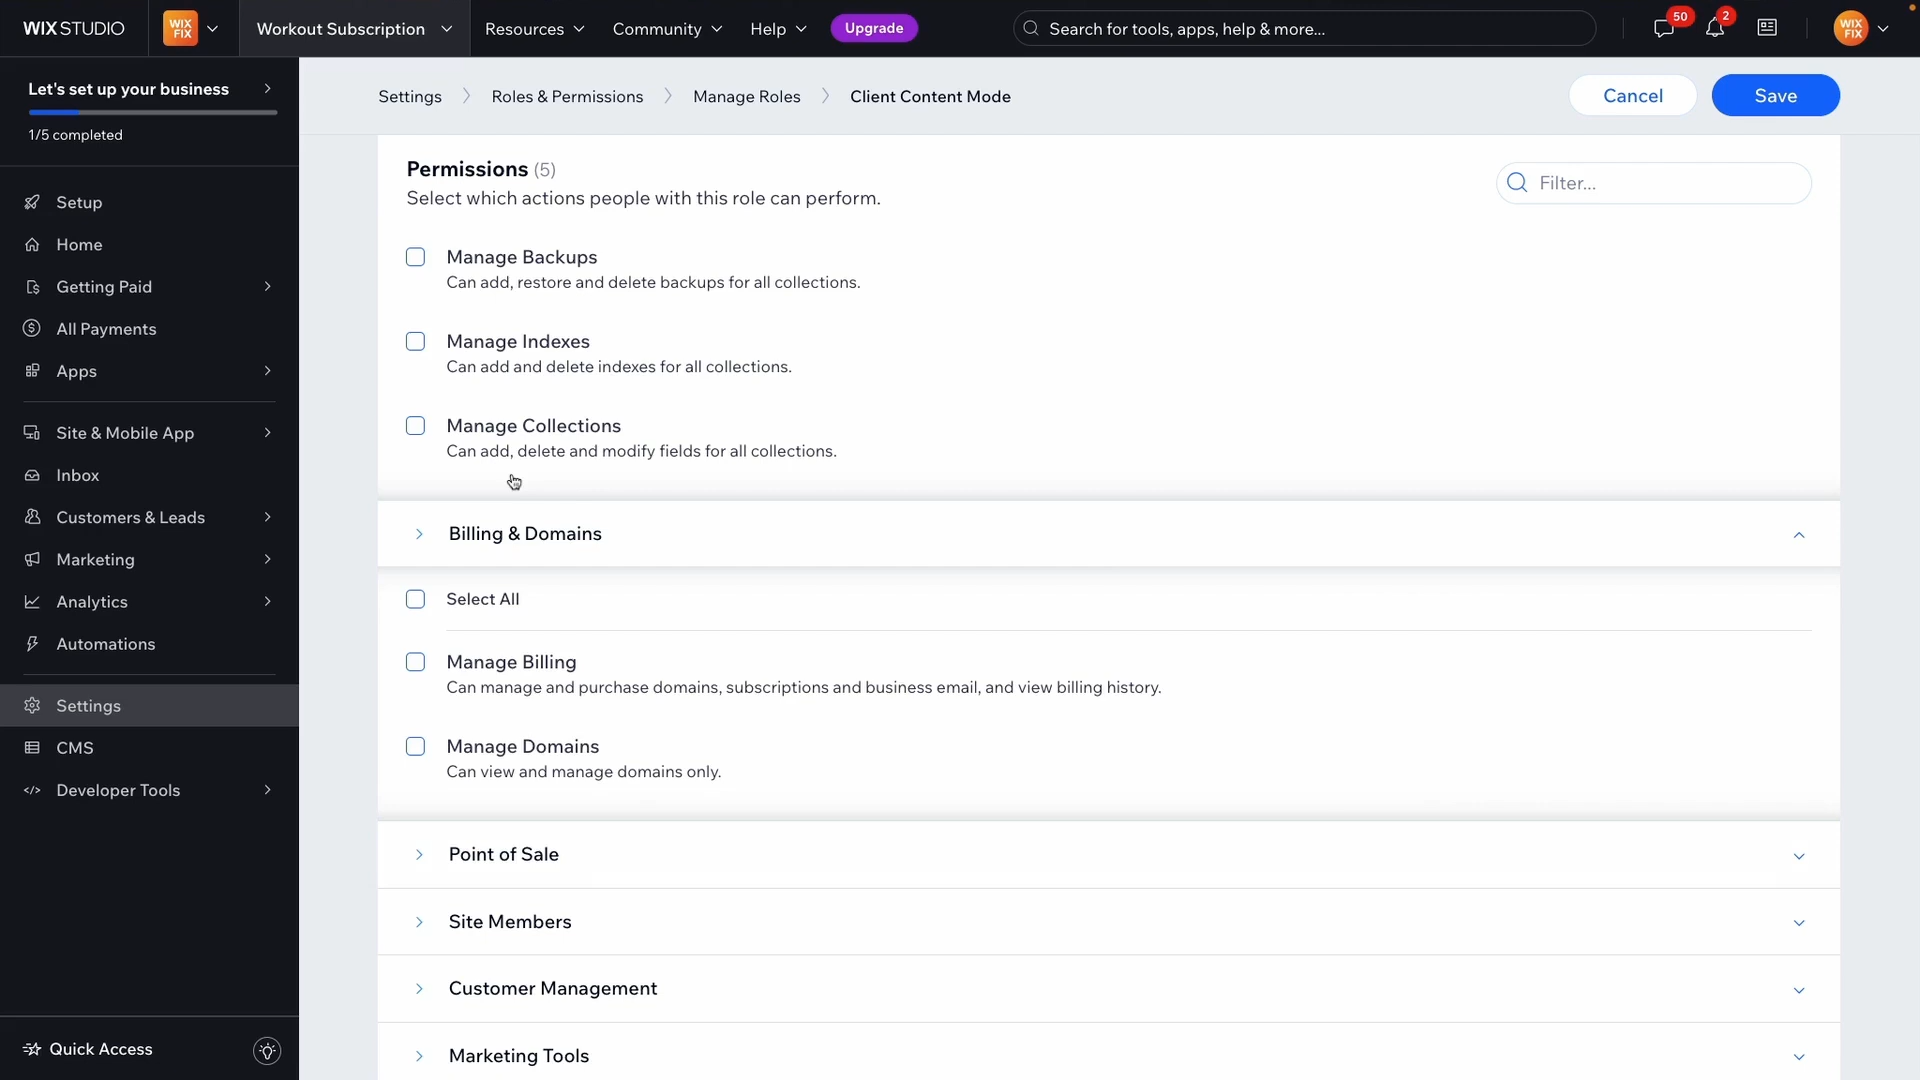 WIX STUDIO
WIX
FIX
Workout Subscription
Resources
Community
Help
Upgrade
Search for tools, apps, help & more...
50
2
WIX
FIX
Let's set up your business
1/5 completed
Setup
Home
Getting Paid
All Payments
Apps
Site & Mobile App
Inbox
Customers & Leads
Marketing
Analytics
Automations
Settings
CMS
Developer Tools
Quick Access
Settings
Roles & Permissions
Manage Roles
Client Content Mode
Cancel
Save
Permissions (5)
Select which actions people with this role can perform.
Filter...
Manage Backups
Can add, restore and delete backups for all collections.
Manage Indexes
Can add and delete indexes for all collections.
Manage Collections
Can add, delete and modify fields for all collections.
Billing & Domains
Select All
Manage Billing
Can manage and purchase domains, subscriptions and business email, and view billing history.
Manage Domains
Can view and manage domains only.
Point of Sale
Site Members
Customer Management
Marketing Tools